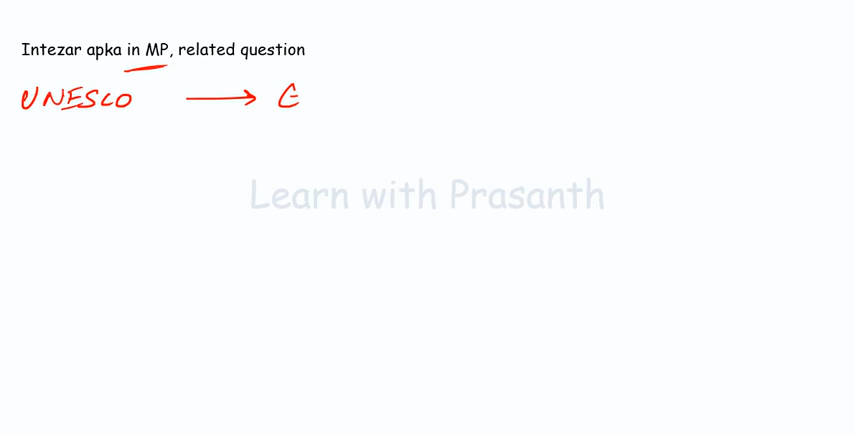 Intezar apka in MP, related question
UNESCO → E
Learn with Prasanth